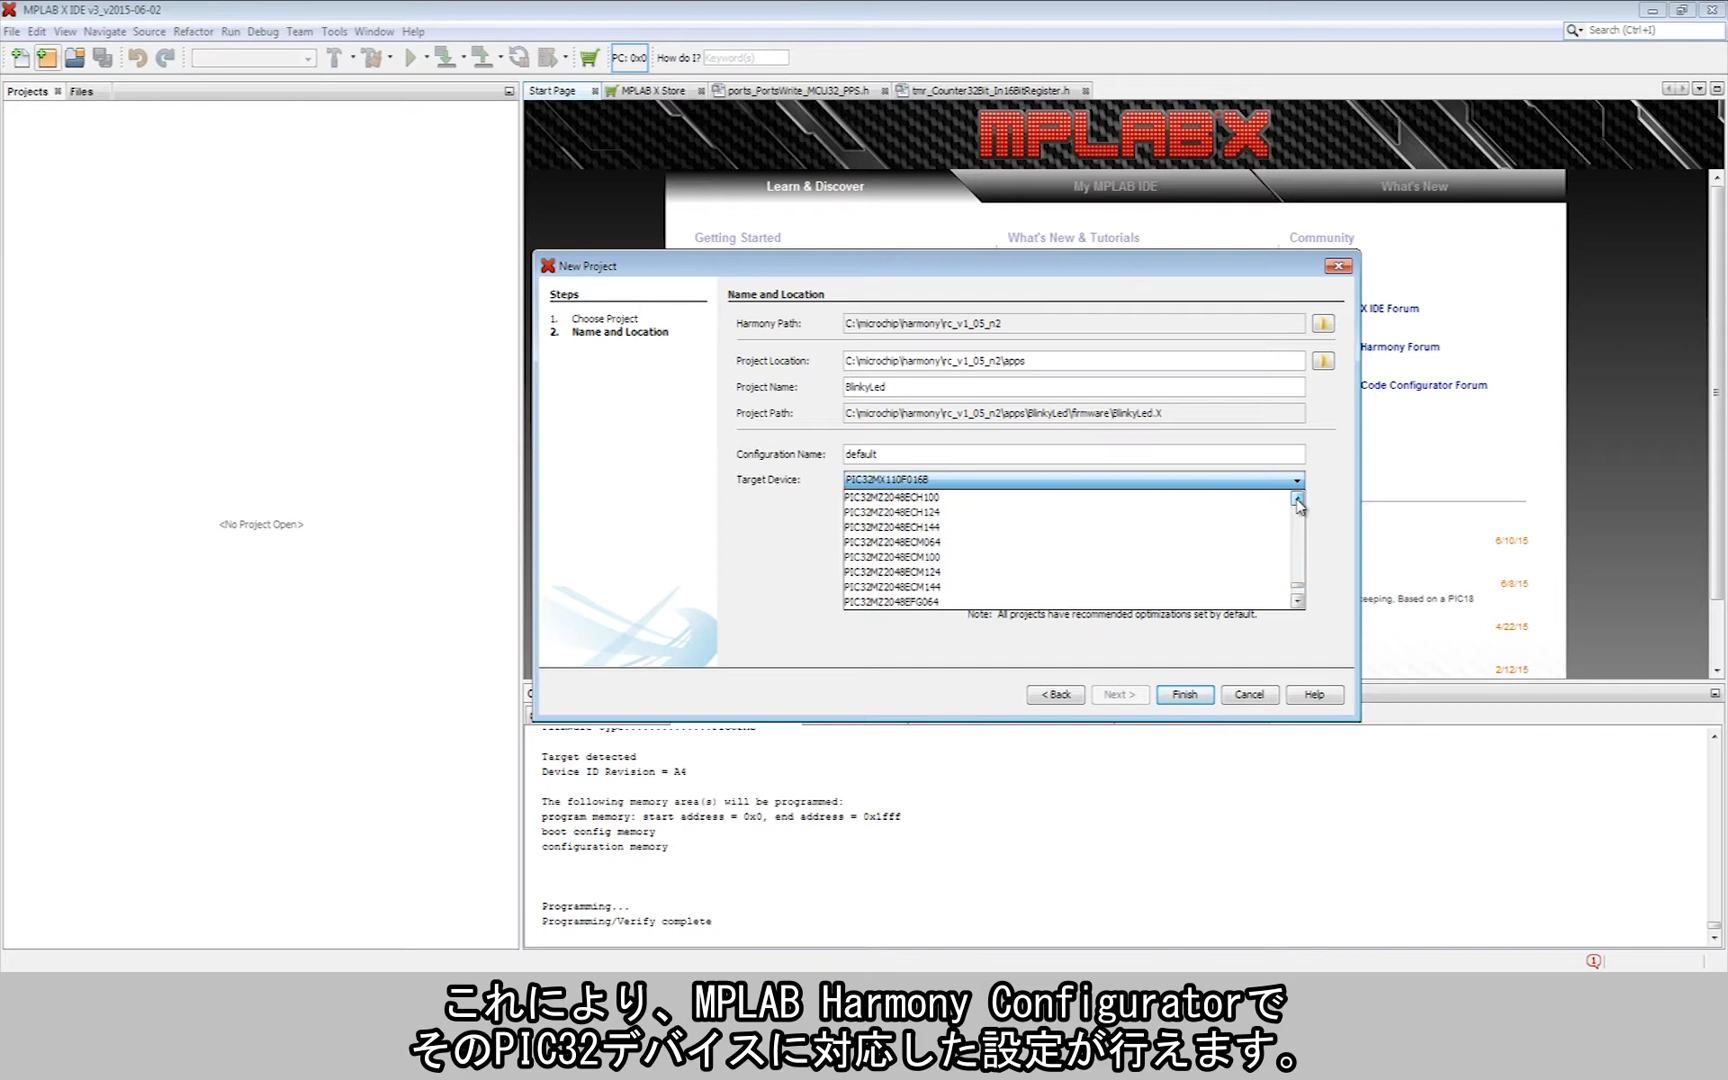 MPLAB X IDE v3_v2015-06-02
File Edit View Navigate Source Refactor Run Debug Team Tools Window Help
Search (Ctrl+I)
PC: 0x0 How do I? Keyword(s)
Projects Files
Start Page MPLAB X Store ports_PortsWrite_MCU32_PPS.h tmr_Counter32Bit_In16BitRegister.h
MPLAB X
Learn & Discover My MPLAB IDE What's New
Getting Started What's New & Tutorials Community
New Project
Steps
1. Choose Project
2. Name and Location
Name and Location
Harmony Path: C:\microchip\harmony\rc_v1_05_n2
Project Location: C:\microchip\harmony\rc_v1_05_n2\apps
Project Name: BlinkyLed
Project Path: C:\microchip\harmony\rc_v1_05_n2\apps\BlinkyLed\firmware\BlinkyLed.X
Configuration Name: default
Target Device: PIC32MX110F016B
PIC32MZ2048ECH100
PIC32MZ2048ECH124
PIC32MZ2048ECH144
PIC32MZ2048ECM064
PIC32MZ2048ECM100
PIC32MZ2048ECM124
PIC32MZ2048ECM144
PIC32MZ2048EFG064
Note: All projects have recommended optimizations set by default.
< Back Next > Finish Cancel Help
X IDE Forum
Harmony Forum
Code Configurator Forum
6/10/15
6/8/15
eeping, Based on a PIC18
4/22/15
2/12/15
<No Project Open>
Target detected
Device ID Revision = A4
The following memory area(s) will be programmed:
program memory: start address = 0x0, end address = 0x1fff
boot config memory
configuration memory
Programming...
Programming/Verify complete
1
これにより、MPLAB Harmony Configuratorで
そのPIC32デバイスに対応した設定が行えます。